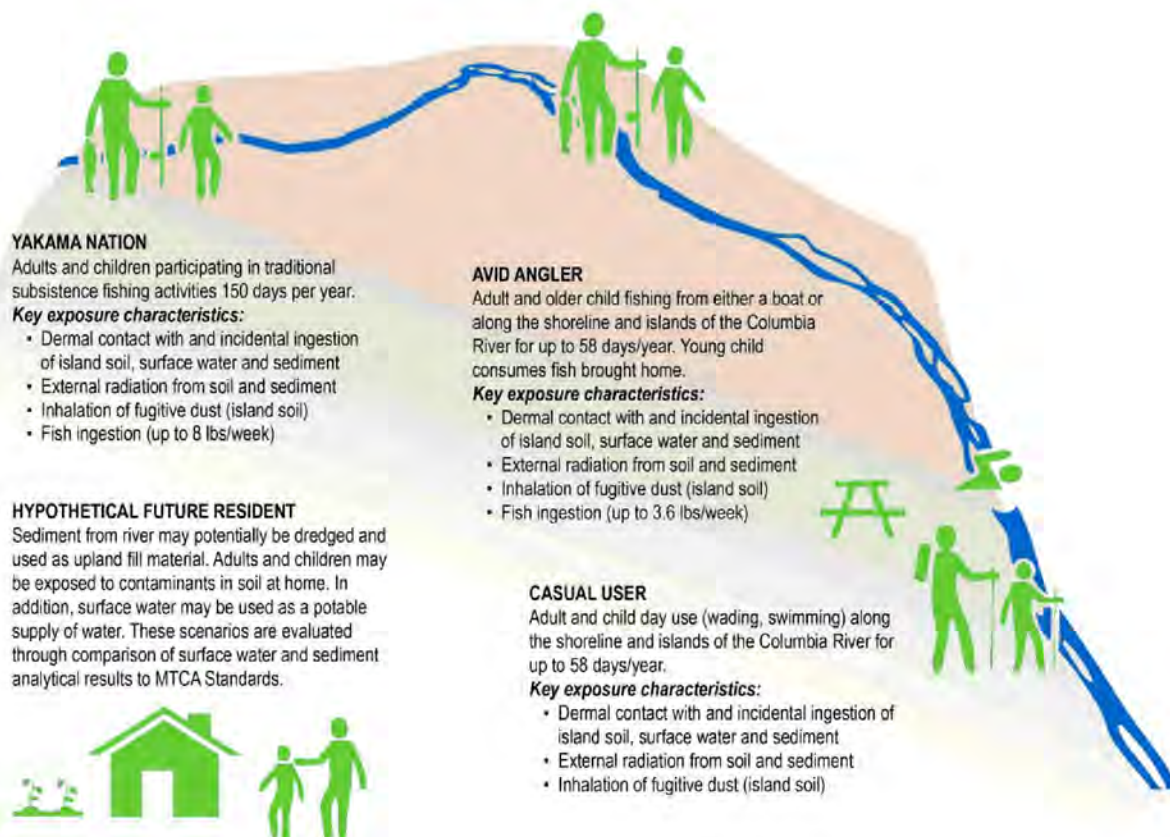 YAKAMA NATION
Adults and children participating in traditional
subsistence fishing activities 150 days per year.
Key exposure characteristics:
• Dermal contact with and incidental ingestion
of island soil, surface water and sediment
• External radiation from soil and sediment
• Inhalation of fugitive dust (island soil)
• Fish ingestion (up to 8 lbs/week)
HYPOTHETICAL FUTURE RESIDENT
Sediment from river may potentially be dredged and
used as upland fill material. Adults and children may
be exposed to contaminants in soil at home. In
addition, surface water may be used as a potable
supply of water. These scenarios are evaluated
through comparison of surface water and sediment
analytical results to MTCA Standards.
AVID ANGLER
Adult and older child fishing from either a boat or
along the shoreline and islands of the Columbia
River for up to 58 days/year. Young child
consumes fish brought home.
Key exposure characteristics:
• Dermal contact with and incidental ingestion
of island soil, surface water and sediment
• External radiation from soil and sediment
• Inhalation of fugitive dust (island soil)
• Fish ingestion (up to 3.6 lbs/week)
CASUAL USER
Adult and child day use (wading, swimming) along
the shoreline and islands of the Columbia River for
up to 58 days/year.
Key exposure characteristics:
• Dermal contact with and incidental ingestion of
island soil, surface water and sediment
• External radiation from soil and sediment
• Inhalation of fugitive dust (island soil)